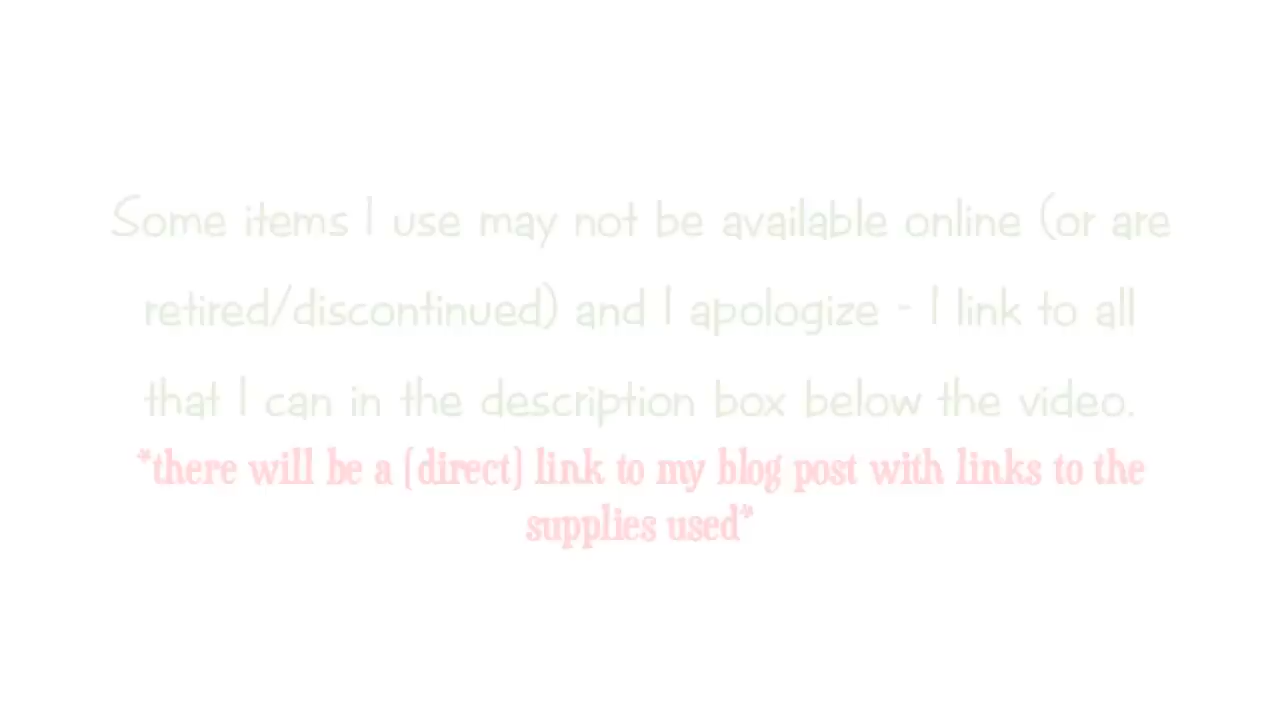 Some items I use may not be available online (or are
retired/discontinued) and I apologize - I link to all
that I can in the description box below the video.
*there will be a (direct) link to my blog post with links to the
supplies used*